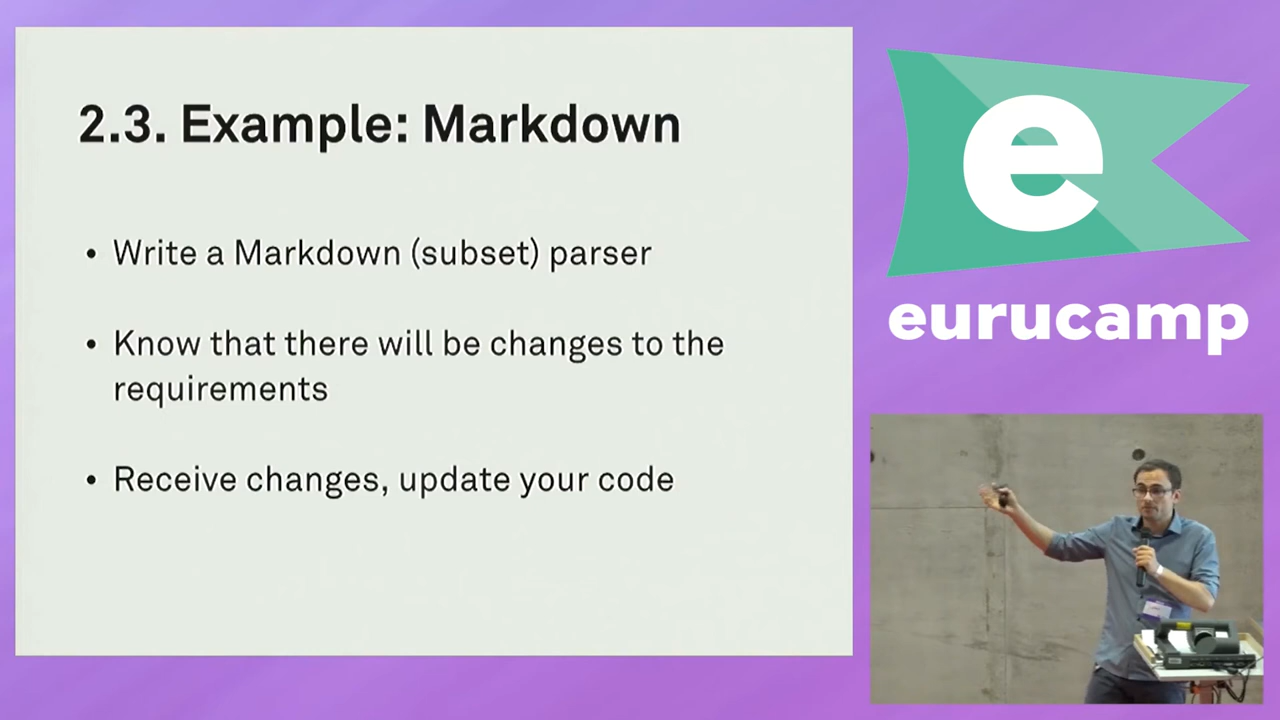 2.3. Example: Markdown
• Write a Markdown (subset) parser
• Know that there will be changes to the
requirements
• Receive changes, update your code
e
eurucamp